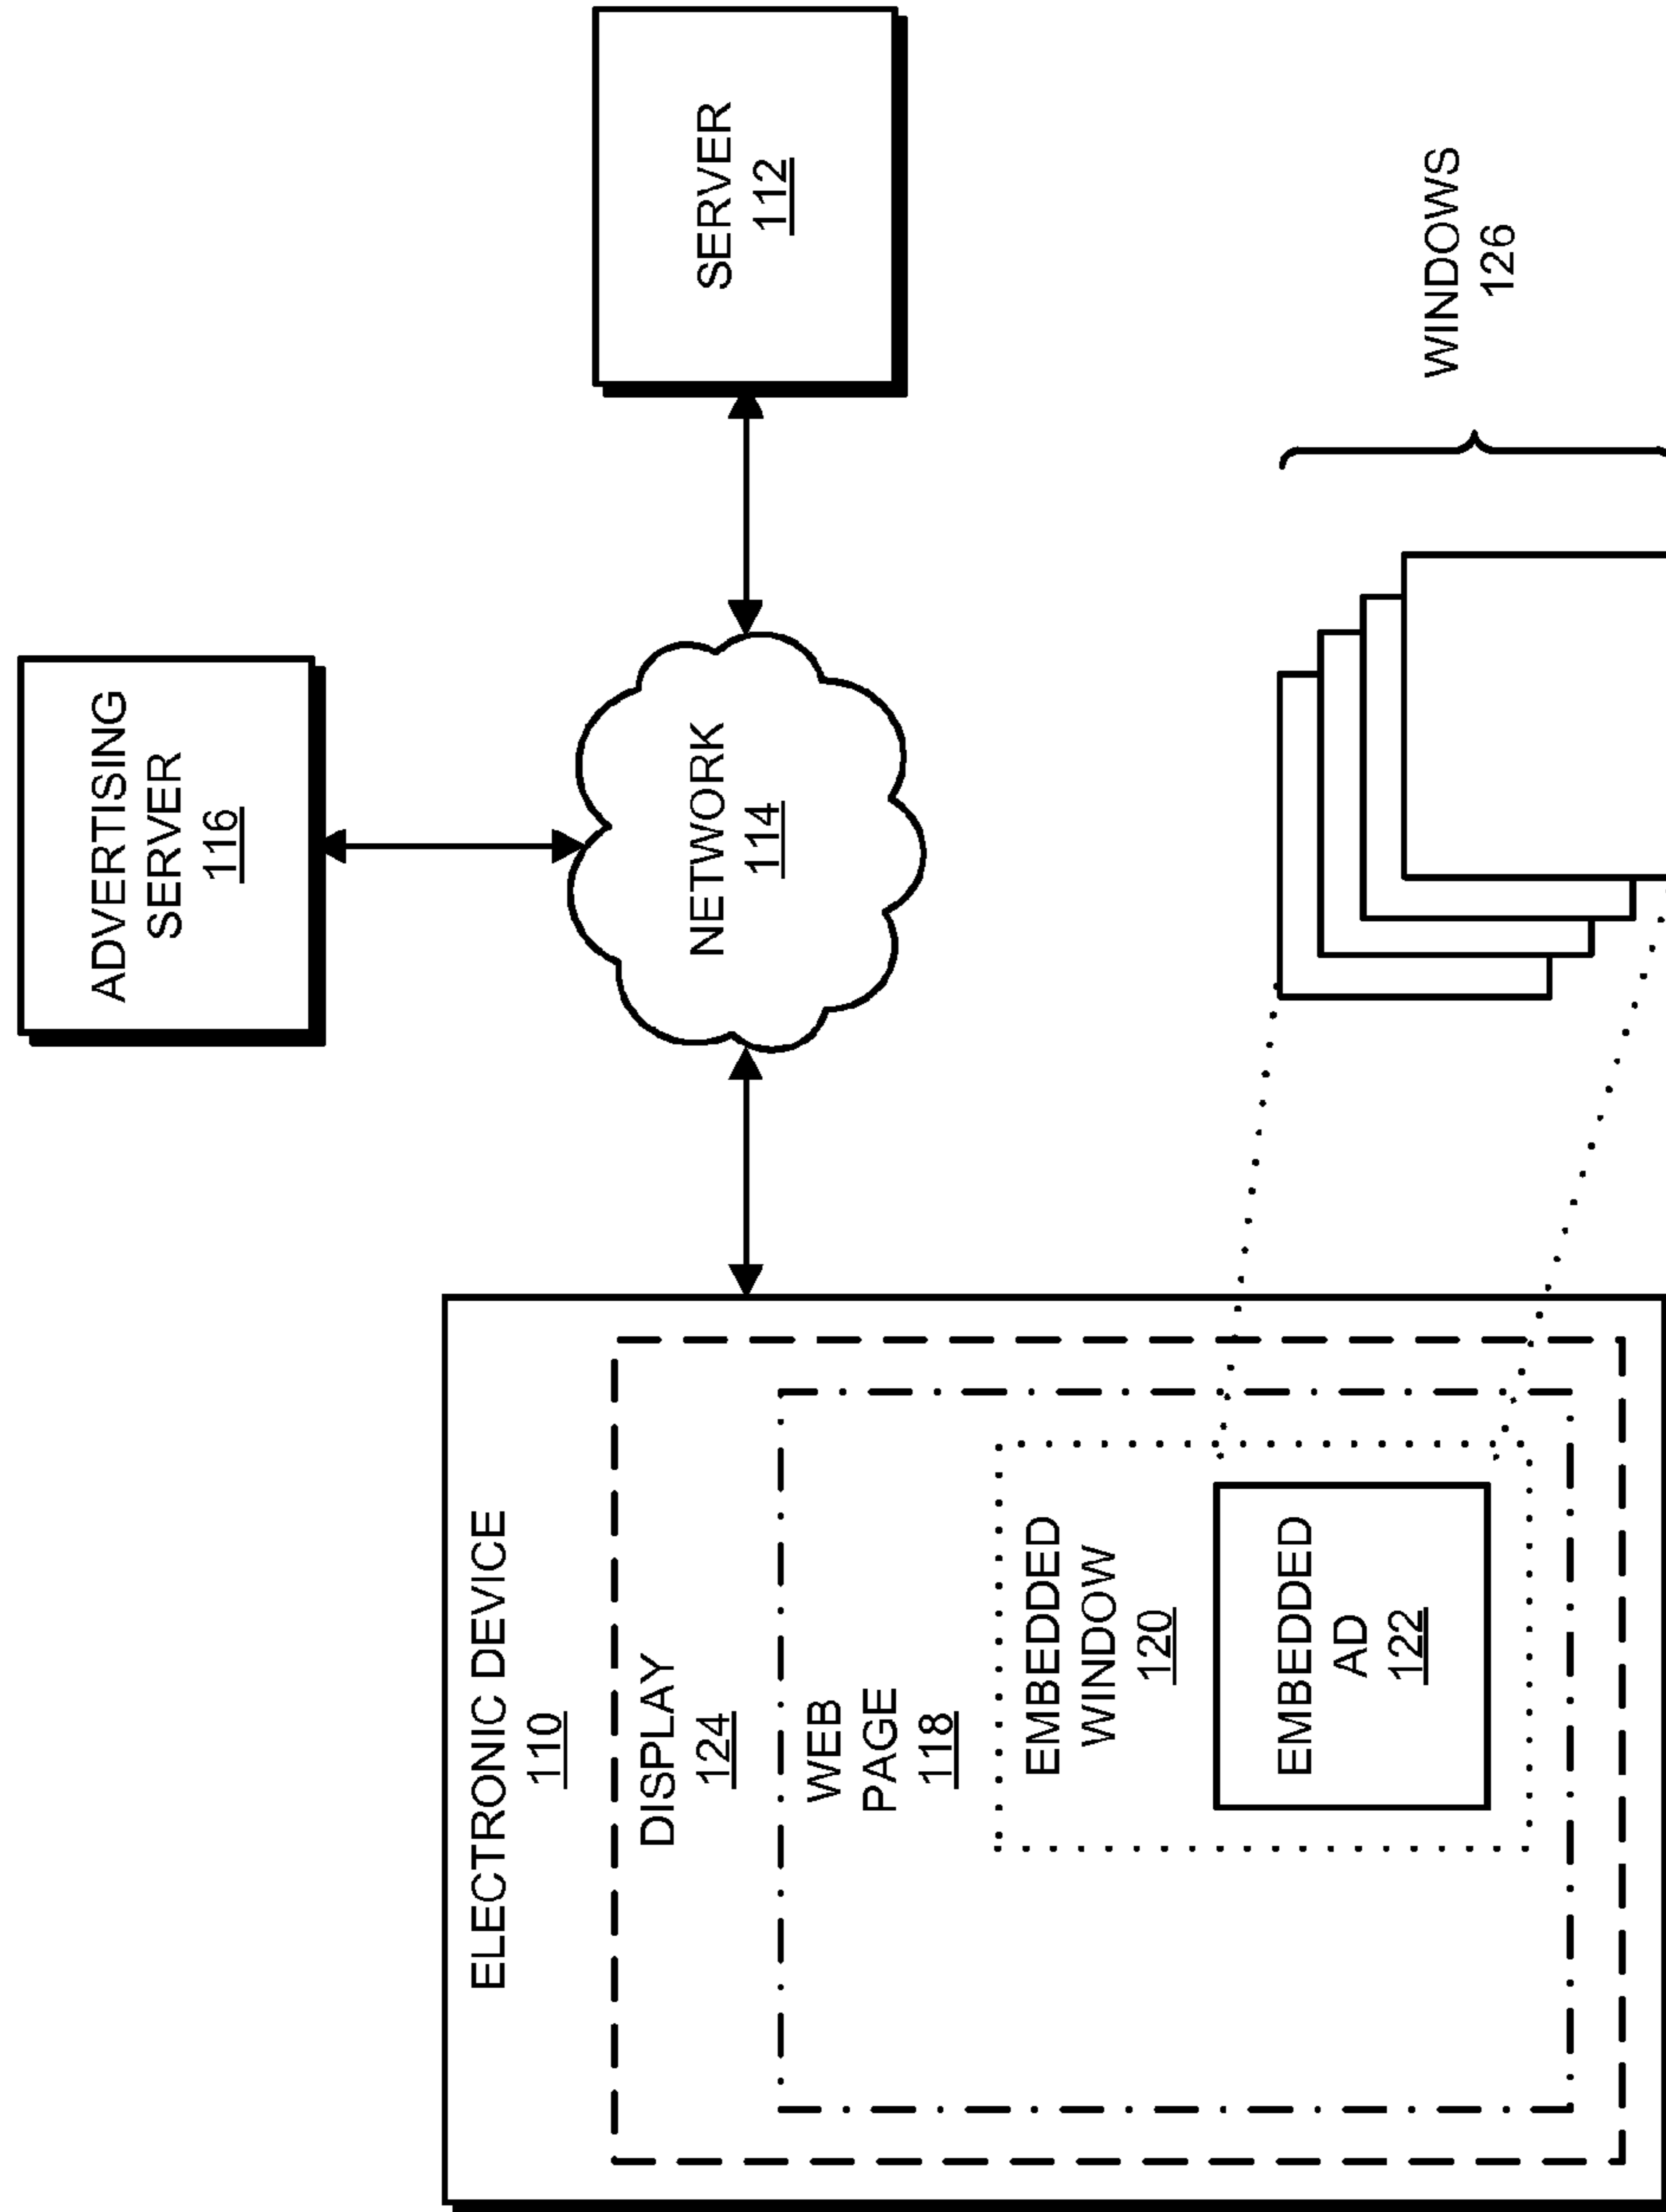 ADVERTISING
SERVER
116
ELECTRONIC DEVICE
110
DISPLAY
124
WEB
PAGE
118
EMBEDDED
WINDOW
120
EMBEDDED
AD
122
NETWORK
114
SERVER
112
WINDOWS
126